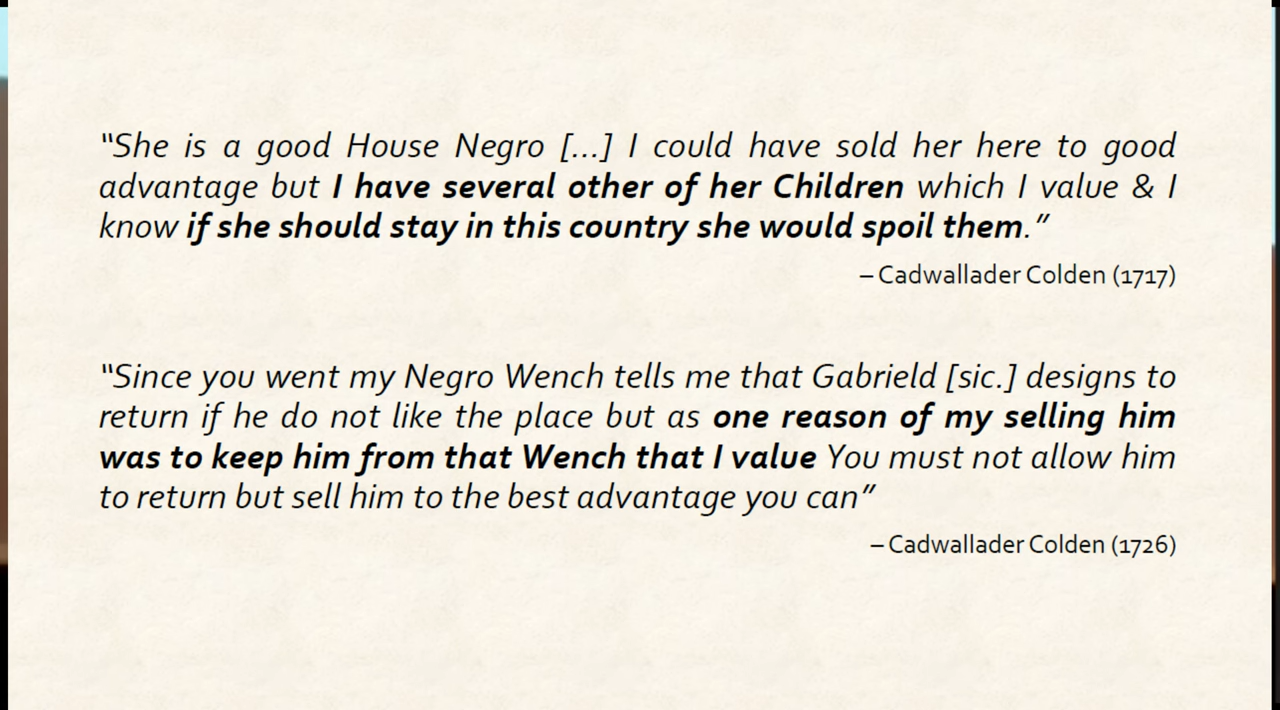 “She is a good House Negro [...] I could have sold her here to good
advantage but I have several other of her Children which I value & I
know if she should stay in this country she would spoil them.”
– Cadwallader Colden (1717)
“Since you went my Negro Wench tells me that Gabrield [sic.] designs to
return if he do not like the place but as one reason of my selling him
was to keep him from that Wench that I value You must not allow him
to return but sell him to the best advantage you can”
– Cadwallader Colden (1726)